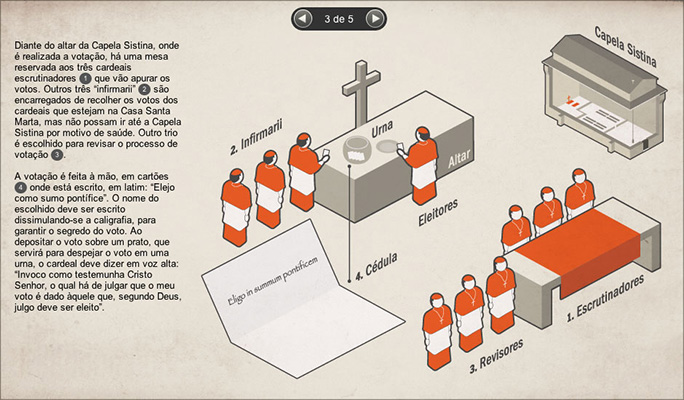 3 de 5
Diante do altar da Capela Sistina, onde
é realizada a votação, há uma mesa
reservada aos três cardeais
escrutinadores 1 que vão apurar os
votos. Outros três “infirmarii” 2 são
encarregados de recolher os votos dos
cardeais que estejam na Casa Santa
Marta, mas não possam ir até a Capela
Sistina por motivo de saúde. Outro trio
é escolhido para revisar o processo de
votação 3.
A votação é feita à mão, em cartões
4 onde está escrito, em latim: “Elejo
como sumo pontífice”. O nome do
escolhido deve ser escrito
dissimulando-se a caligrafia, para
garantir o segredo do voto. Ao
depositar o voto sobre um prato, que
servirá para despejar o voto em uma
urna, o cardeal deve dizer em voz alta:
“Invoco como testemunha Cristo
Senhor, o qual há de julgar que o meu
voto é dado àquele que, segundo Deus,
julgo deve ser eleito”.
Capela Sistina
2. Infirmarii
Urna
Altar
Eleitores
4. Cédula
Eligo in summum pontificem
1. Escrutinadores
3. Revisores